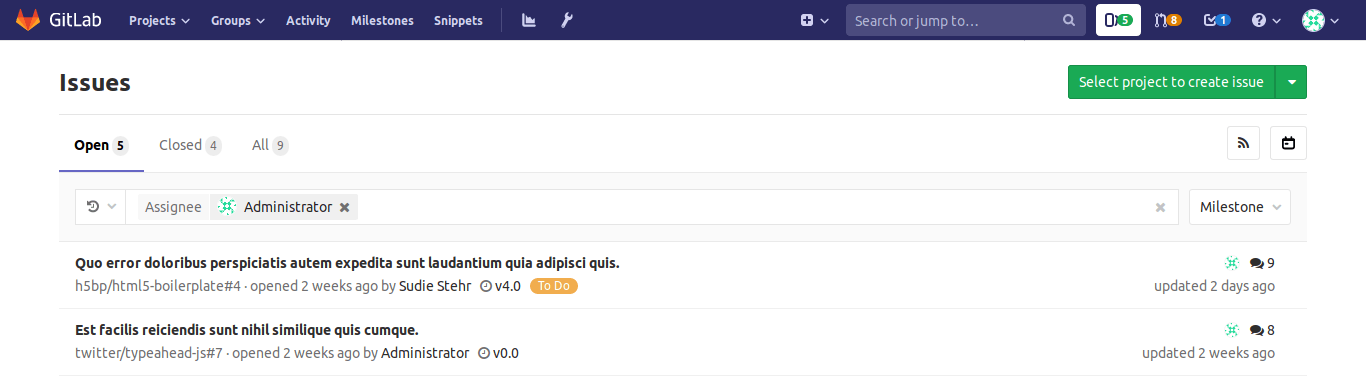 GitLab Projects Groups Activity Milestones Snippets Search or jump to... 5 8 1
Issues Select project to create issue
Open 5 Closed 4 All 9
Assignee Administrator Milestone
Quo error doloribus perspiciatis autem expedita sunt laudantium quia adipisci quis. 9
h5bp/html5-boilerplate#4 · opened 2 weeks ago by Sudie Stehr v4.0 To Do updated 2 days ago
Est facilis reiciendis sunt nihil similique quis cumque. 8
twitter/typeahead-js#7 · opened 2 weeks ago by Administrator v0.0 updated 2 weeks ago